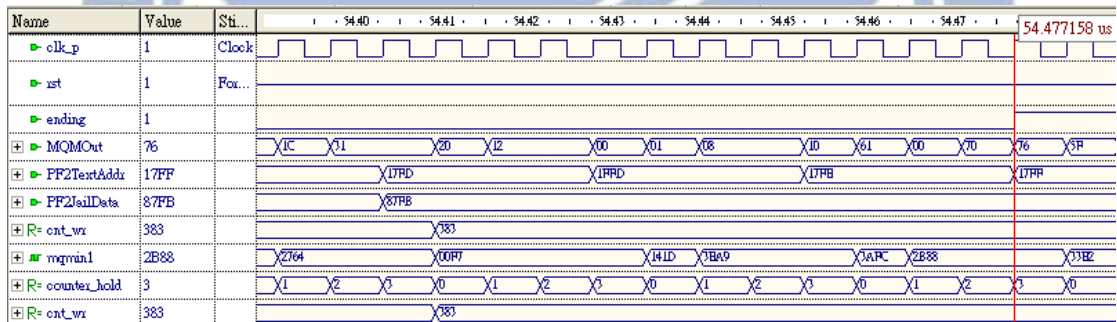 Name Value Sti... 54.40 54.41 54.42 54.43 54.44 54.45 54.46 54.47
54.477158 us
clk_p 1 Clock
rst 1 For...
ending 1
MQMOut 76 1C 31 20 12 00 01 08 10 61 00 70 76 5F
PF2TextAddr 17FF 17FD 1FFD 17FB 17FF
PF2JailData 87FB 87FB
R= cnt_wr 383 383
mqmin1 2B88 2764 00F7 141D 3BA9 3AFC 2B88 33B2
R= counter_hold 3 1 2 3 0 1 2 3 0 1 2 3 0 1 2 3 0
R= cnt_wr 383 383